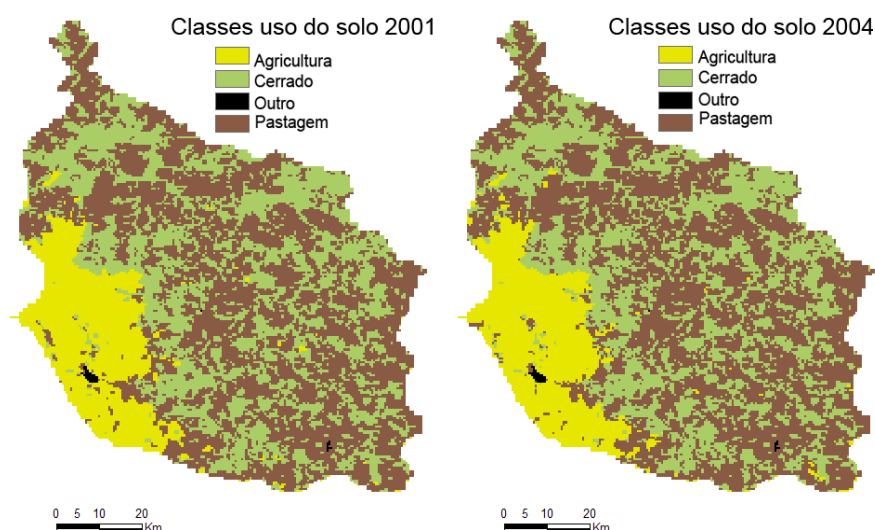 Classes uso do solo 2001
Agricultura
Cerrado
Outro
Pastagem
0 5 10 20
Km
Classes uso do solo 2004
Agricultura
Cerrado
Outro
Pastagem
0 5 10 20
Km